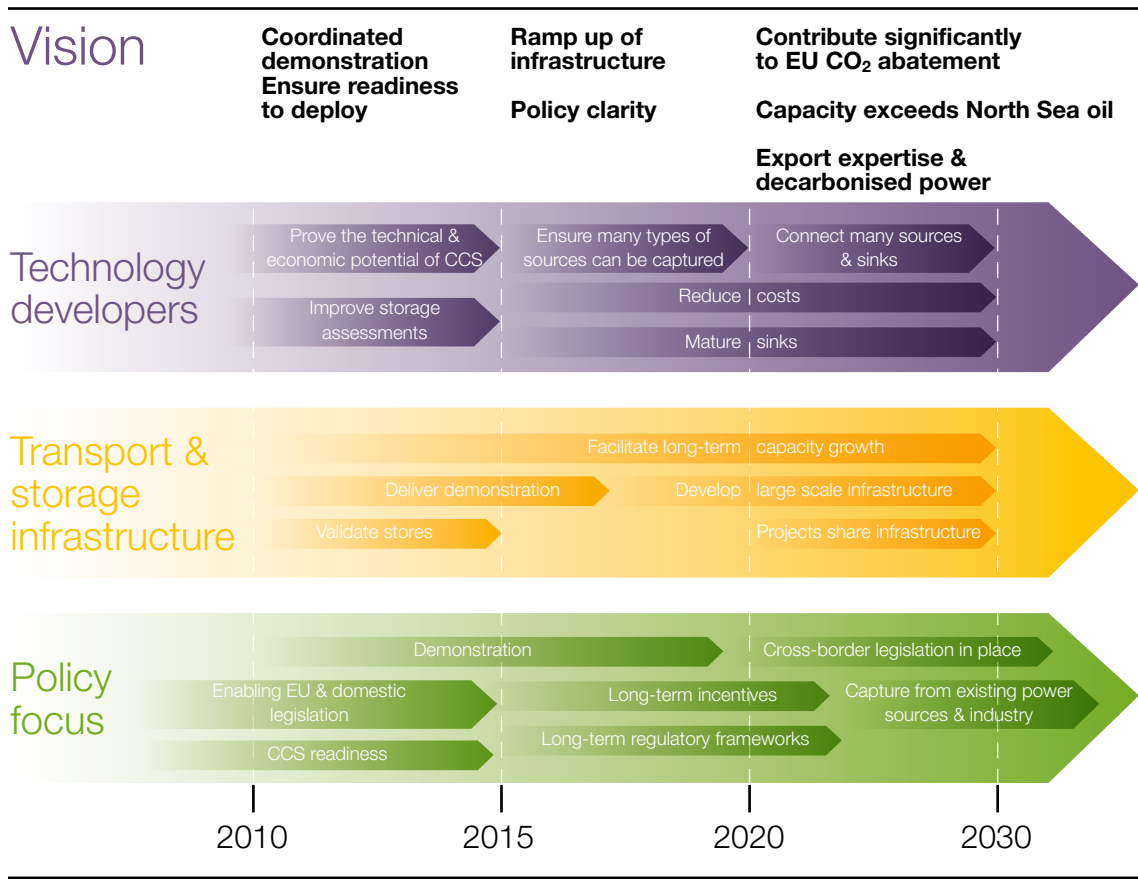 Vision
Coordinated
demonstration
Ensure readiness
to deploy
Ramp up of
infrastructure
Policy clarity
Contribute significantly
to EU CO₂ abatement
Capacity exceeds North Sea oil
Export expertise &
decarbonised power
Technology
developers
Prove the technical &
economic potential of CCS
Ensure many types of
sources can be captured
Connect many sources
& sinks
Reduce costs
Improve storage
assessments
Mature sinks
Transport &
storage
infrastructure
Facilitate long-term capacity growth
Deliver demonstration
Develop large scale infrastructure
Validate stores
Projects share infrastructure
Policy
focus
Demonstration
Cross-border legislation in place
Enabling EU & domestic
legislation
Long-term incentives
Capture from existing power
sources & industry
CCS readiness
Long-term regulatory frameworks
2010
2015
2020
2030